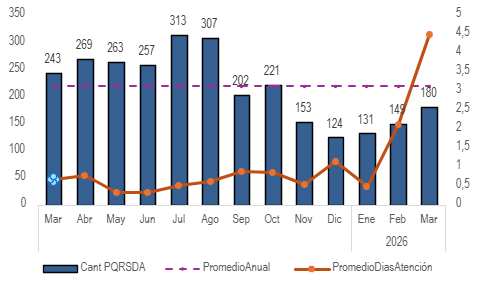 350 5
313 307 4,5
300
269 263 257 4
243
250 3,5
202 221 3
200 180 2,5
153 149
150 124 131 2
100 1,5
1
50 0,5
0 0
Mar Abr May Jun Jul Ago Sep Oct Nov Dic Ene Feb Mar
2026
Cant PQRSDA PromedioAnual PromedioDiasAtención